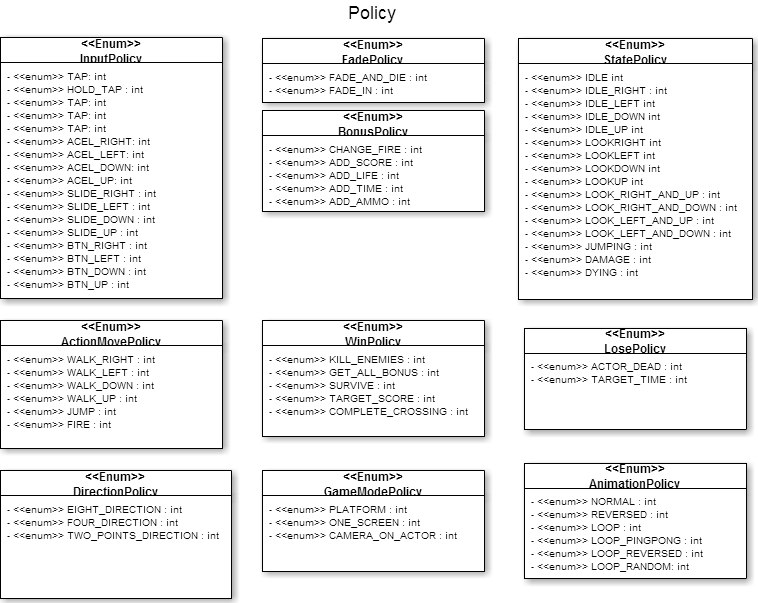 Policy
<<Enum>>
InputPolicy
- <<enum>> TAP: int
- <<enum>> HOLD_TAP : int
- <<enum>> TAP: int
- <<enum>> TAP: int
- <<enum>> TAP: int
- <<enum>> ACEL_RIGHT: int
- <<enum>> ACEL_LEFT: int
- <<enum>> ACEL_DOWN: int
- <<enum>> ACEL_UP: int
- <<enum>> SLIDE_RIGHT : int
- <<enum>> SLIDE_LEFT : int
- <<enum>> SLIDE_DOWN : int
- <<enum>> SLIDE_UP : int
- <<enum>> BTN_RIGHT : int
- <<enum>> BTN_LEFT : int
- <<enum>> BTN_DOWN : int
- <<enum>> BTN_UP : int
<<Enum>>
FadePolicy
- <<enum>> FADE_AND_DIE : int
- <<enum>> FADE_IN : int
<<Enum>>
BonusPolicy
- <<enum>> CHANGE_FIRE : int
- <<enum>> ADD_SCORE : int
- <<enum>> ADD_LIFE : int
- <<enum>> ADD_TIME : int
- <<enum>> ADD_AMMO : int
<<Enum>>
StatePolicy
- <<enum>> IDLE int
- <<enum>> IDLE_RIGHT : int
- <<enum>> IDLE_LEFT int
- <<enum>> IDLE_DOWN int
- <<enum>> IDLE_UP int
- <<enum>> LOOKRIGHT int
- <<enum>> LOOKLEFT int
- <<enum>> LOOKDOWN int
- <<enum>> LOOKUP int
- <<enum>> LOOK_RIGHT_AND_UP : int
- <<enum>> LOOK_RIGHT_AND_DOWN : int
- <<enum>> LOOK_LEFT_AND_UP : int
- <<enum>> LOOK_LEFT_AND_DOWN : int
- <<enum>> JUMPING : int
- <<enum>> DAMAGE : int
- <<enum>> DYING : int
<<Enum>>
ActionMovePolicy
- <<enum>> WALK_RIGHT : int
- <<enum>> WALK_LEFT : int
- <<enum>> WALK_DOWN : int
- <<enum>> WALK_UP : int
- <<enum>> JUMP : int
- <<enum>> FIRE : int
<<Enum>>
WinPolicy
- <<enum>> KILL_ENEMIES : int
- <<enum>> GET_ALL_BONUS : int
- <<enum>> SURVIVE : int
- <<enum>> TARGET_SCORE : int
- <<enum>> COMPLETE_CROSSING : int
<<Enum>>
LosePolicy
- <<enum>> ACTOR_DEAD : int
- <<enum>> TARGET_TIME : int
<<Enum>>
DirectionPolicy
- <<enum>> EIGHT_DIRECTION : int
- <<enum>> FOUR_DIRECTION : int
- <<enum>> TWO_POINTS_DIRECTION : int
<<Enum>>
GameModePolicy
- <<enum>> PLATFORM : int
- <<enum>> ONE_SCREEN : int
- <<enum>> CAMERA_ON_ACTOR : int
<<Enum>>
AnimationPolicy
- <<enum>> NORMAL : int
- <<enum>> REVERSED : int
- <<enum>> LOOP : int
- <<enum>> LOOP_PINGPONG : int
- <<enum>> LOOP_REVERSED : int
- <<enum>> LOOP_RANDOM: int